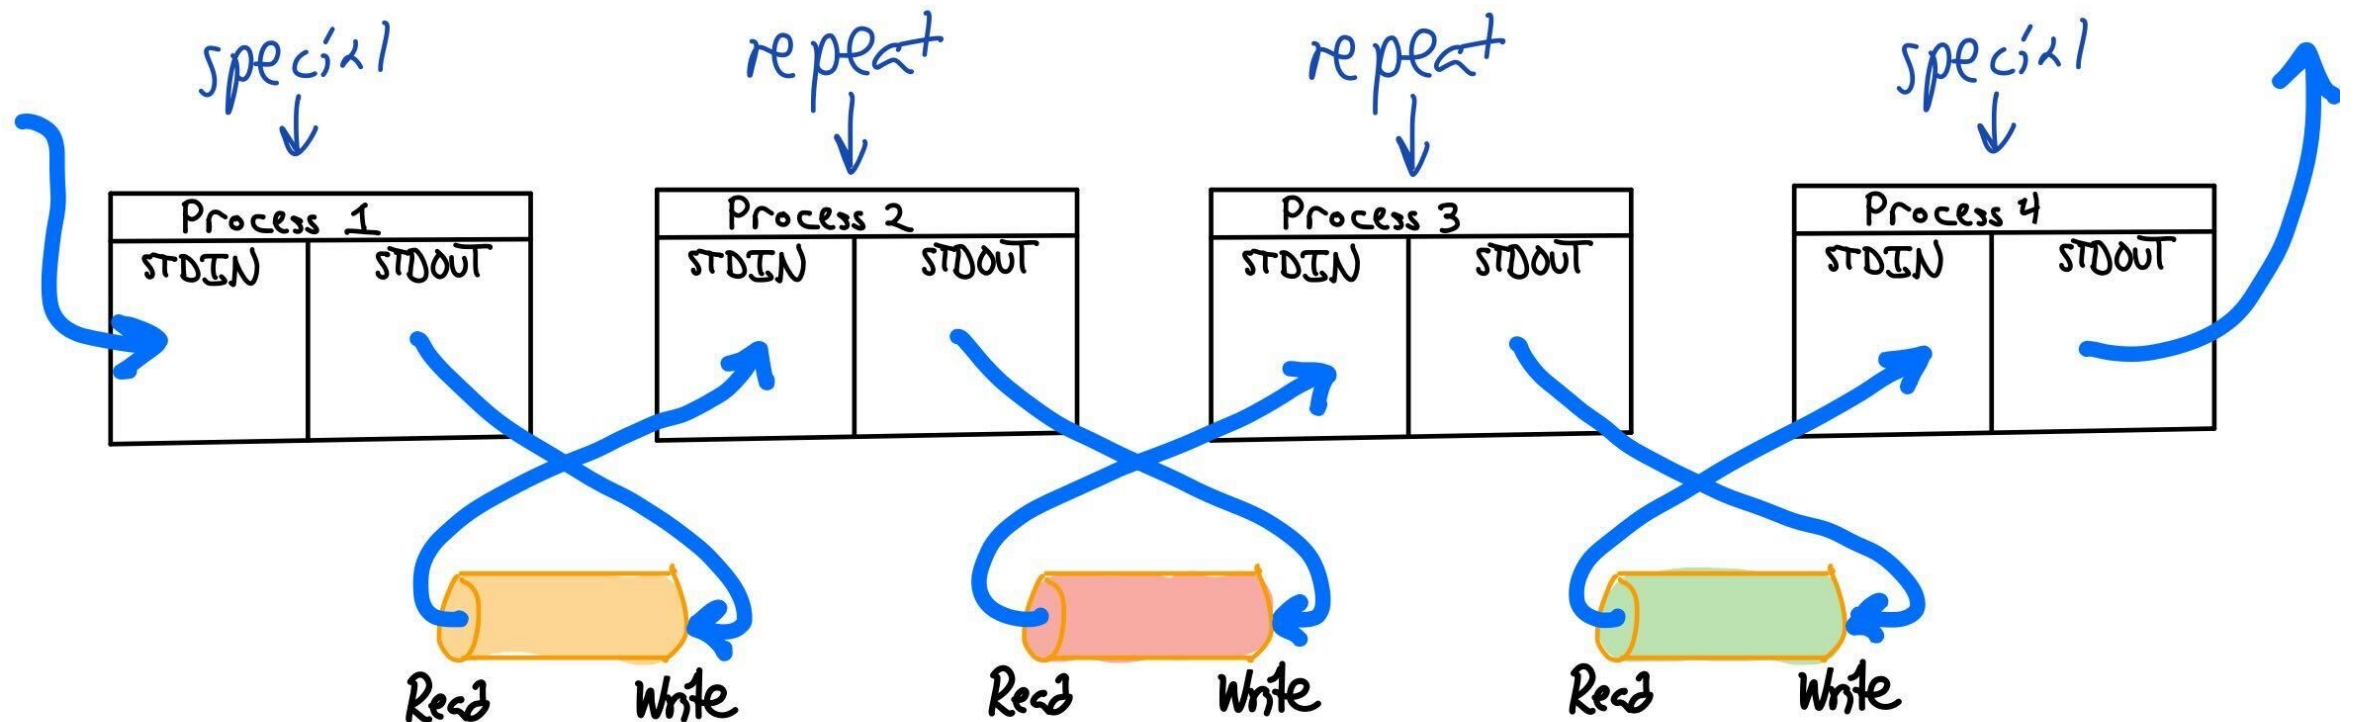 special
repeat
repeat
special
Process 1
STDIN
STDOUT
Process 2
STDIN
STDOUT
Process 3
STDIN
STDOUT
Process 4
STDIN
STDOUT
Read
Write
Read
Write
Read
Write